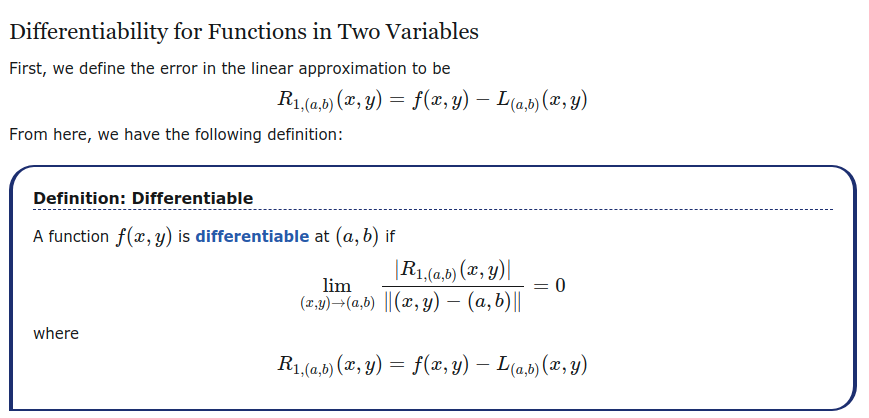 Differentiability for Functions in Two Variables
First, we define the error in the linear approximation to be
R_{1,(a,b)}(x, y) = f(x, y) − L_{(a,b)}(x, y)
From here, we have the following definition:
Definition: Differentiable
A function f(x, y) is differentiable at (a, b) if
lim_{(x,y)→(a,b)} |R_{1,(a,b)}(x, y)| / ‖(x, y) − (a, b)‖ = 0
where
R_{1,(a,b)}(x, y) = f(x, y) − L_{(a,b)}(x, y)